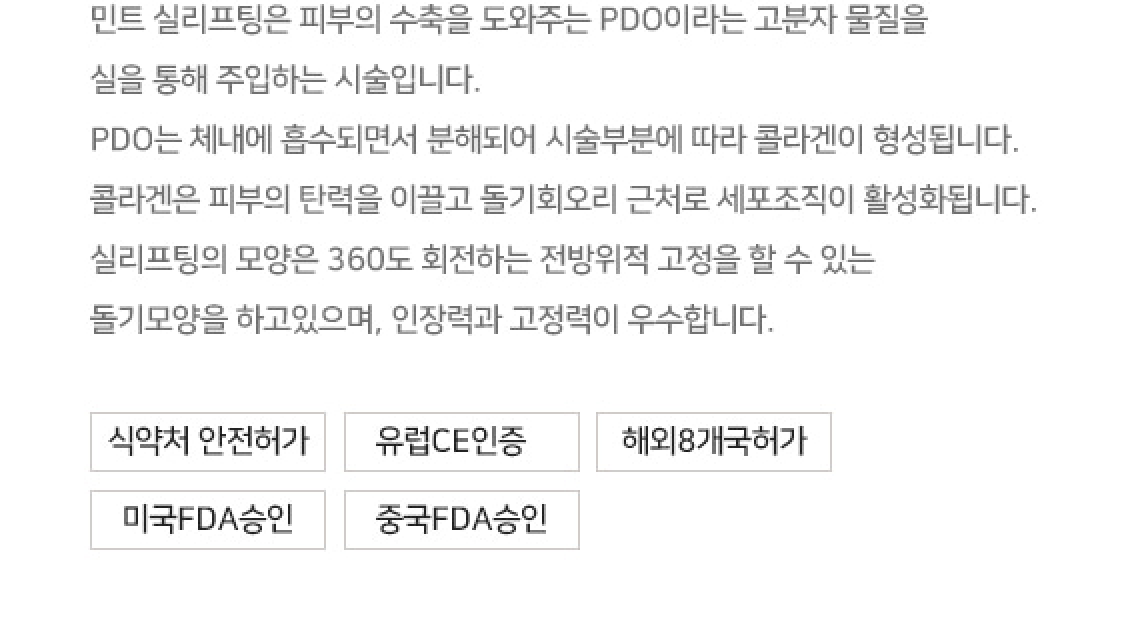 민트 실리프팅은 피부의 수축을 도와주는 PDO이라는 고분자 물질을
실을 통해 주입하는 시술입니다.
PDO는 체내에 흡수되면서 분해되어 시술부분에 따라 콜라겐이 형성됩니다.
콜라겐은 피부의 탄력을 이끌고 돌기회오리 근처로 세포조직이 활성화됩니다.
실리프팅의 모양은 360도 회전하는 전방위적 고정을 할 수 있는
돌기모양을 하고있으며, 인장력과 고정력이 우수합니다.
식약처 안전허가 유럽CE인증 해외8개국허가
미국FDA승인 중국FDA승인